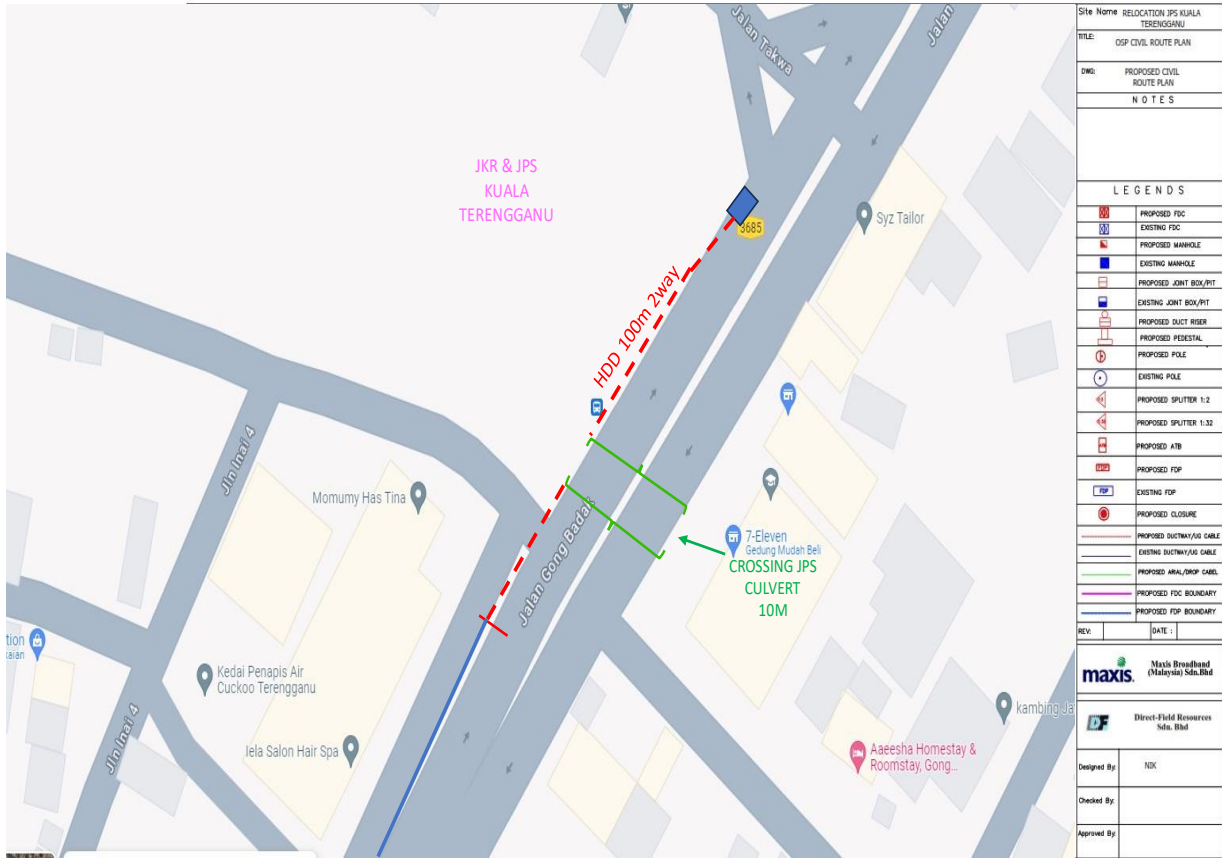 Jalan Takwa
Jalan
JKR & JPS
KUALA
TERENGGANU
Syz Tailor
3685
HDD 100m 2way
Jln Inai 4
Momumy Has Tina
Jalan Gong Badak
7-Eleven
Gedung Mudah Beli
CROSSING JPS
CULVERT
10M
tion
kaian
Kedai Penapis Air
Cuckoo Terengganu
Jln Inai 4
Iela Salon Hair Spa
kambing Ja
Aaeesha Homestay &
Roomstay, Gong...
Site Name RELOCATION JPS KUALA
TERENGGANU
TITLE: OSP CIVIL ROUTE PLAN
DWG: PROPOSED CIVIL
ROUTE PLAN
NOTES
LEGENDS
PROPOSED FDC
EXISTING FDC
PROPOSED MANHOLE
EXISTING MANHOLE
PROPOSED JOINT BOX/PIT
EXISTING JOINT BOX/PIT
PROPOSED DUCT RISER
PROPOSED PEDESTAL
PROPOSED POLE
EXISTING POLE
PROPOSED SPLITTER 1:2
PROPOSED SPLITTER 1:32
PROPOSED ATB
PROPOSED FDP
FDP EXISTING FDP
PROPOSED CLOSURE
PROPOSED DUCTWAY/UG CABLE
EXISTING DUCTWAY/UG CABLE
PROPOSED ARIAL/DROP CABEL
PROPOSED FDC BOUNDARY
PROPOSED FDP BOUNDARY
REV: DATE :
maxis. Maxis Broadband
(Malaysia) Sdn.Bhd
DF Direct-Field Resources
Sdn. Bhd
Designed By: NIK
Checked By:
Approved By: